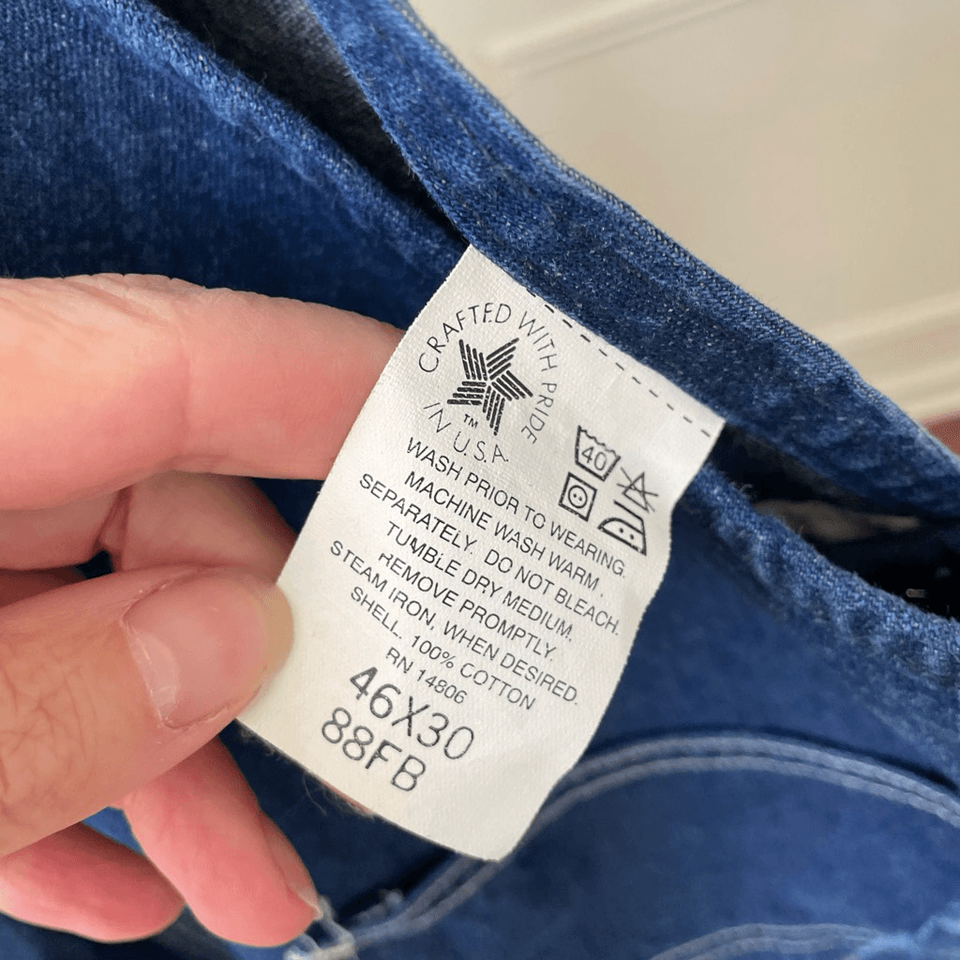 CRAFTED WITH PRIDE
TM
IN U.S.A
40
WASH PRIOR TO WEARING.
MACHINE WASH WARM,
SEPARATELY. DO NOT BLEACH.
TUMBLE DRY MEDIUM.
REMOVE PROMPTLY.
STEAM IRON, WHEN DESIRED.
SHELL. 100% COTTON
RN 14806
46X30
88FB